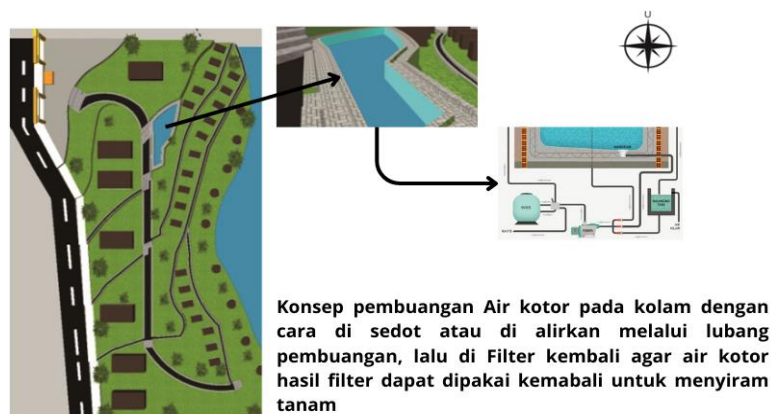 U
Konsep pembuangan Air kotor pada kolam dengan
cara di sedot atau di alirkan melalui lubang
pembuangan, lalu di Filter kembali agar air kotor
hasil filter dapat dipakai kemabali untuk menyiram
tanam